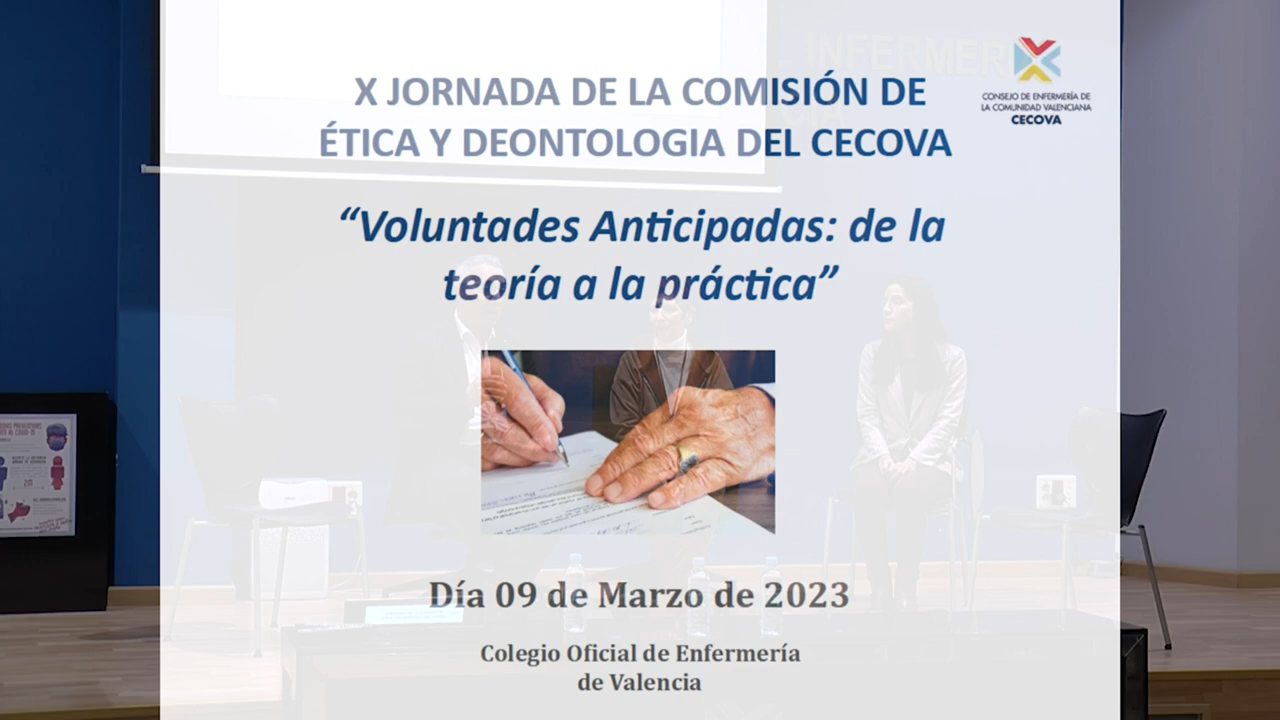 INFERMER
X JORNADA DE LA COMISIÓN DE
ÉTICA Y DEONTOLOGIA DEL CECOVA
CONSEJO DE ENFERMERÍA DE
LA COMUNIDAD VALENCIANA
CECOVA
“Voluntades Anticipadas: de la
teoría a la práctica”
Día 09 de Marzo de 2023
Colegio Oficial de Enfermería
de Valencia